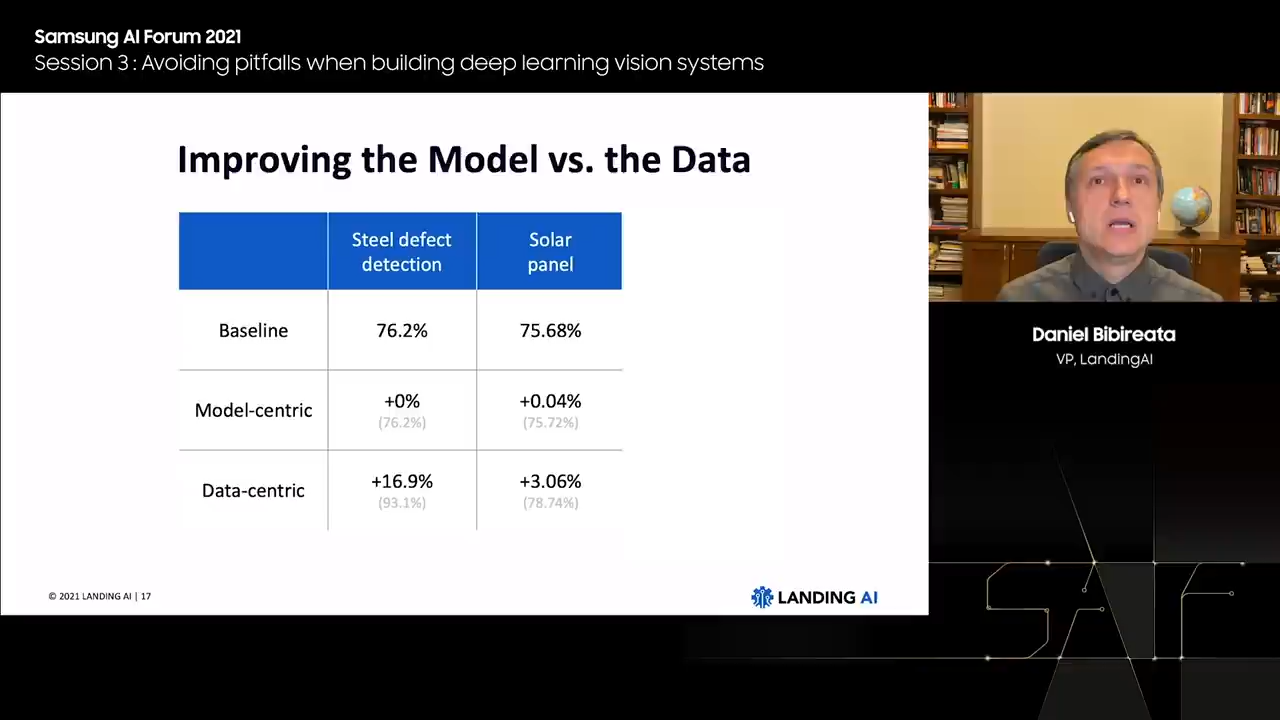 Samsung AI Forum 2021
Session 3 : Avoiding pitfalls when building deep learning vision systems
Improving the Model vs. the Data
Steel defect detection
Solar panel
Baseline
76.2%
75.68%
Model-centric
+0%
(76.2%)
+0.04%
(75.72%)
Data-centric
+16.9%
(93.1%)
+3.06%
(78.74%)
© 2021 LANDING AI | 17
LANDING AI
Daniel Bibireata
VP, LandingAI